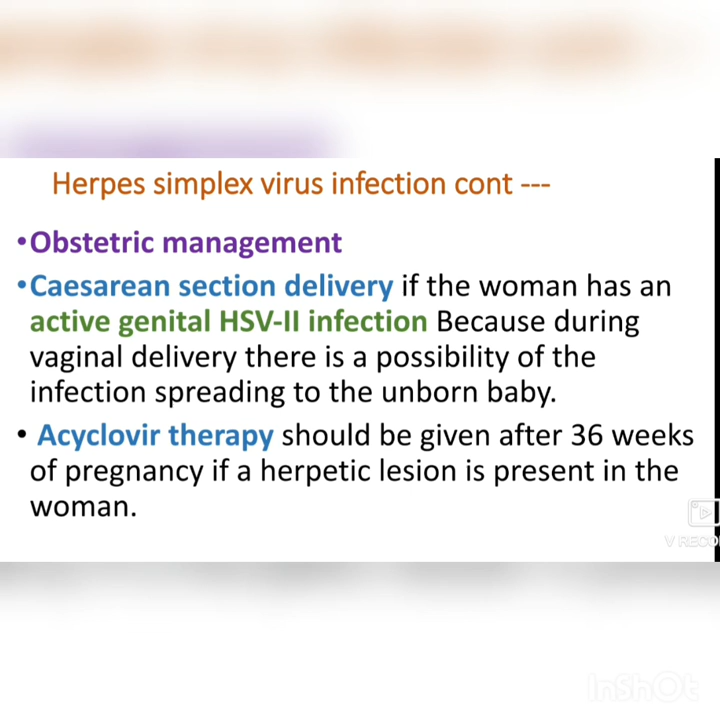 Herpes simplex virus infection cont ---
•Obstetric management
•Caesarean section delivery if the woman has an
active genital HSV-II infection Because during
vaginal delivery there is a possibility of the
infection spreading to the unborn baby.
• Acyclovir therapy should be given after 36 weeks
of pregnancy if a herpetic lesion is present in the
woman.
V RECO
InShOt